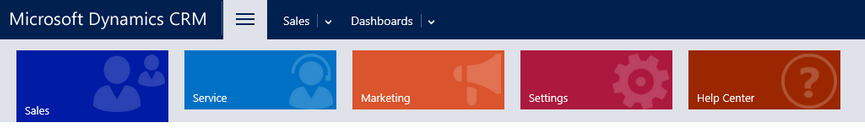 Microsoft Dynamics CRM Sales Dashboards
Sales Service Marketing Settings Help Center